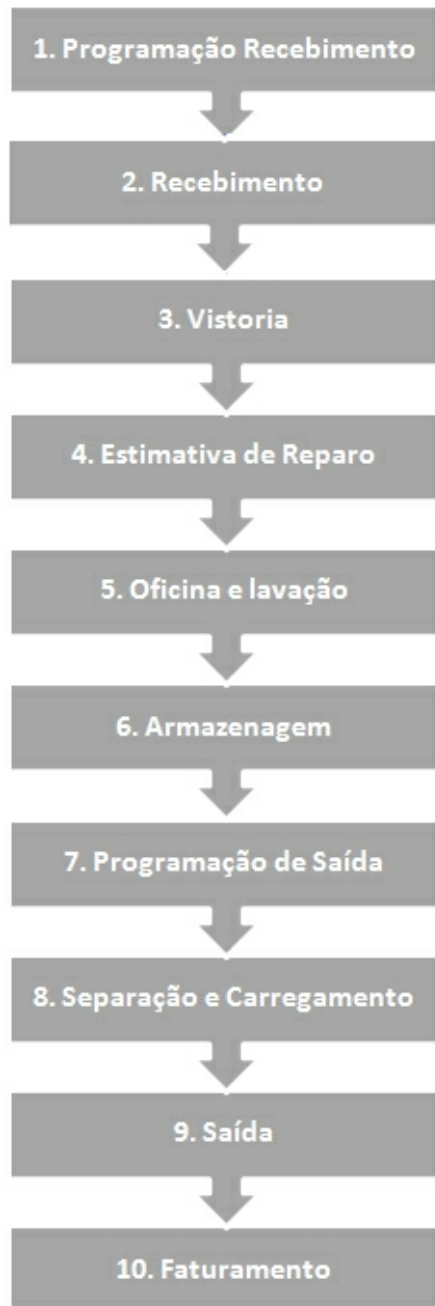 1. Programação Recebimento
2. Recebimento
3. Vistoria
4. Estimativa de Reparo
5. Oficina e lavação
6. Armazenagem
7. Programação de Saída
8. Separação e Carregamento
9. Saída
10. Faturamento